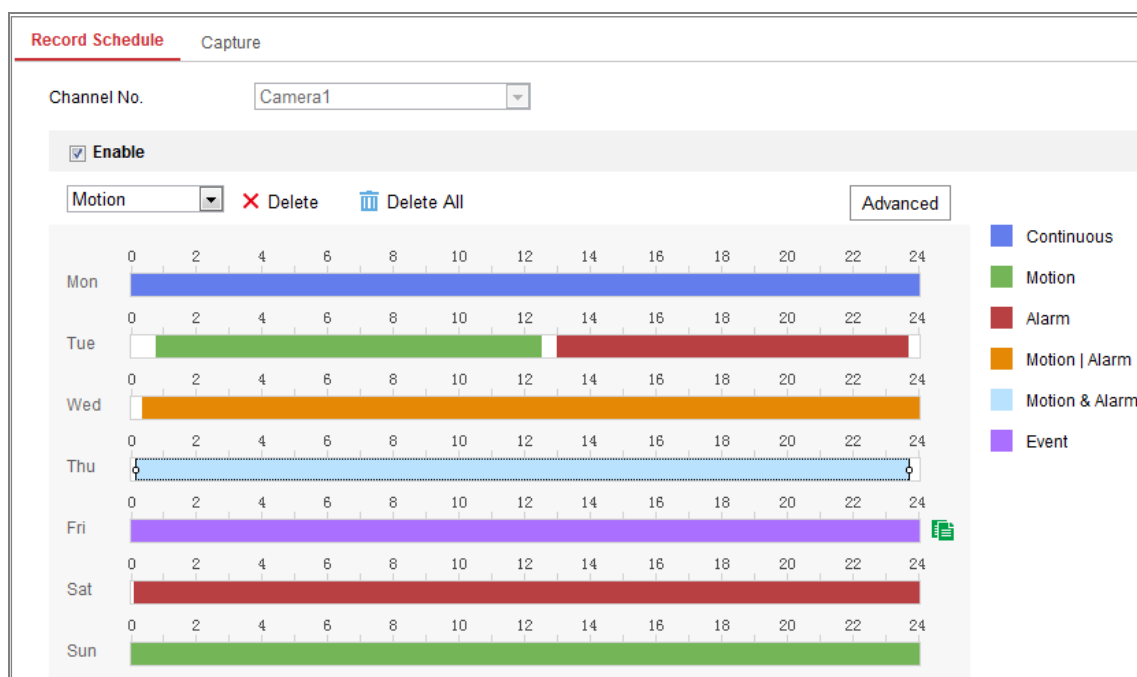 Record Schedule Capture
Channel No. Camera1
Enable
Motion Delete Delete All Advanced
0 2 4 6 8 10 12 14 16 18 20 22 24
Mon
0 2 4 6 8 10 12 14 16 18 20 22 24
Tue
0 2 4 6 8 10 12 14 16 18 20 22 24
Wed
0 2 4 6 8 10 12 14 16 18 20 22 24
Thu
0 2 4 6 8 10 12 14 16 18 20 22 24
Fri
0 2 4 6 8 10 12 14 16 18 20 22 24
Sat
0 2 4 6 8 10 12 14 16 18 20 22 24
Sun
Continuous
Motion
Alarm
Motion | Alarm
Motion & Alarm
Event